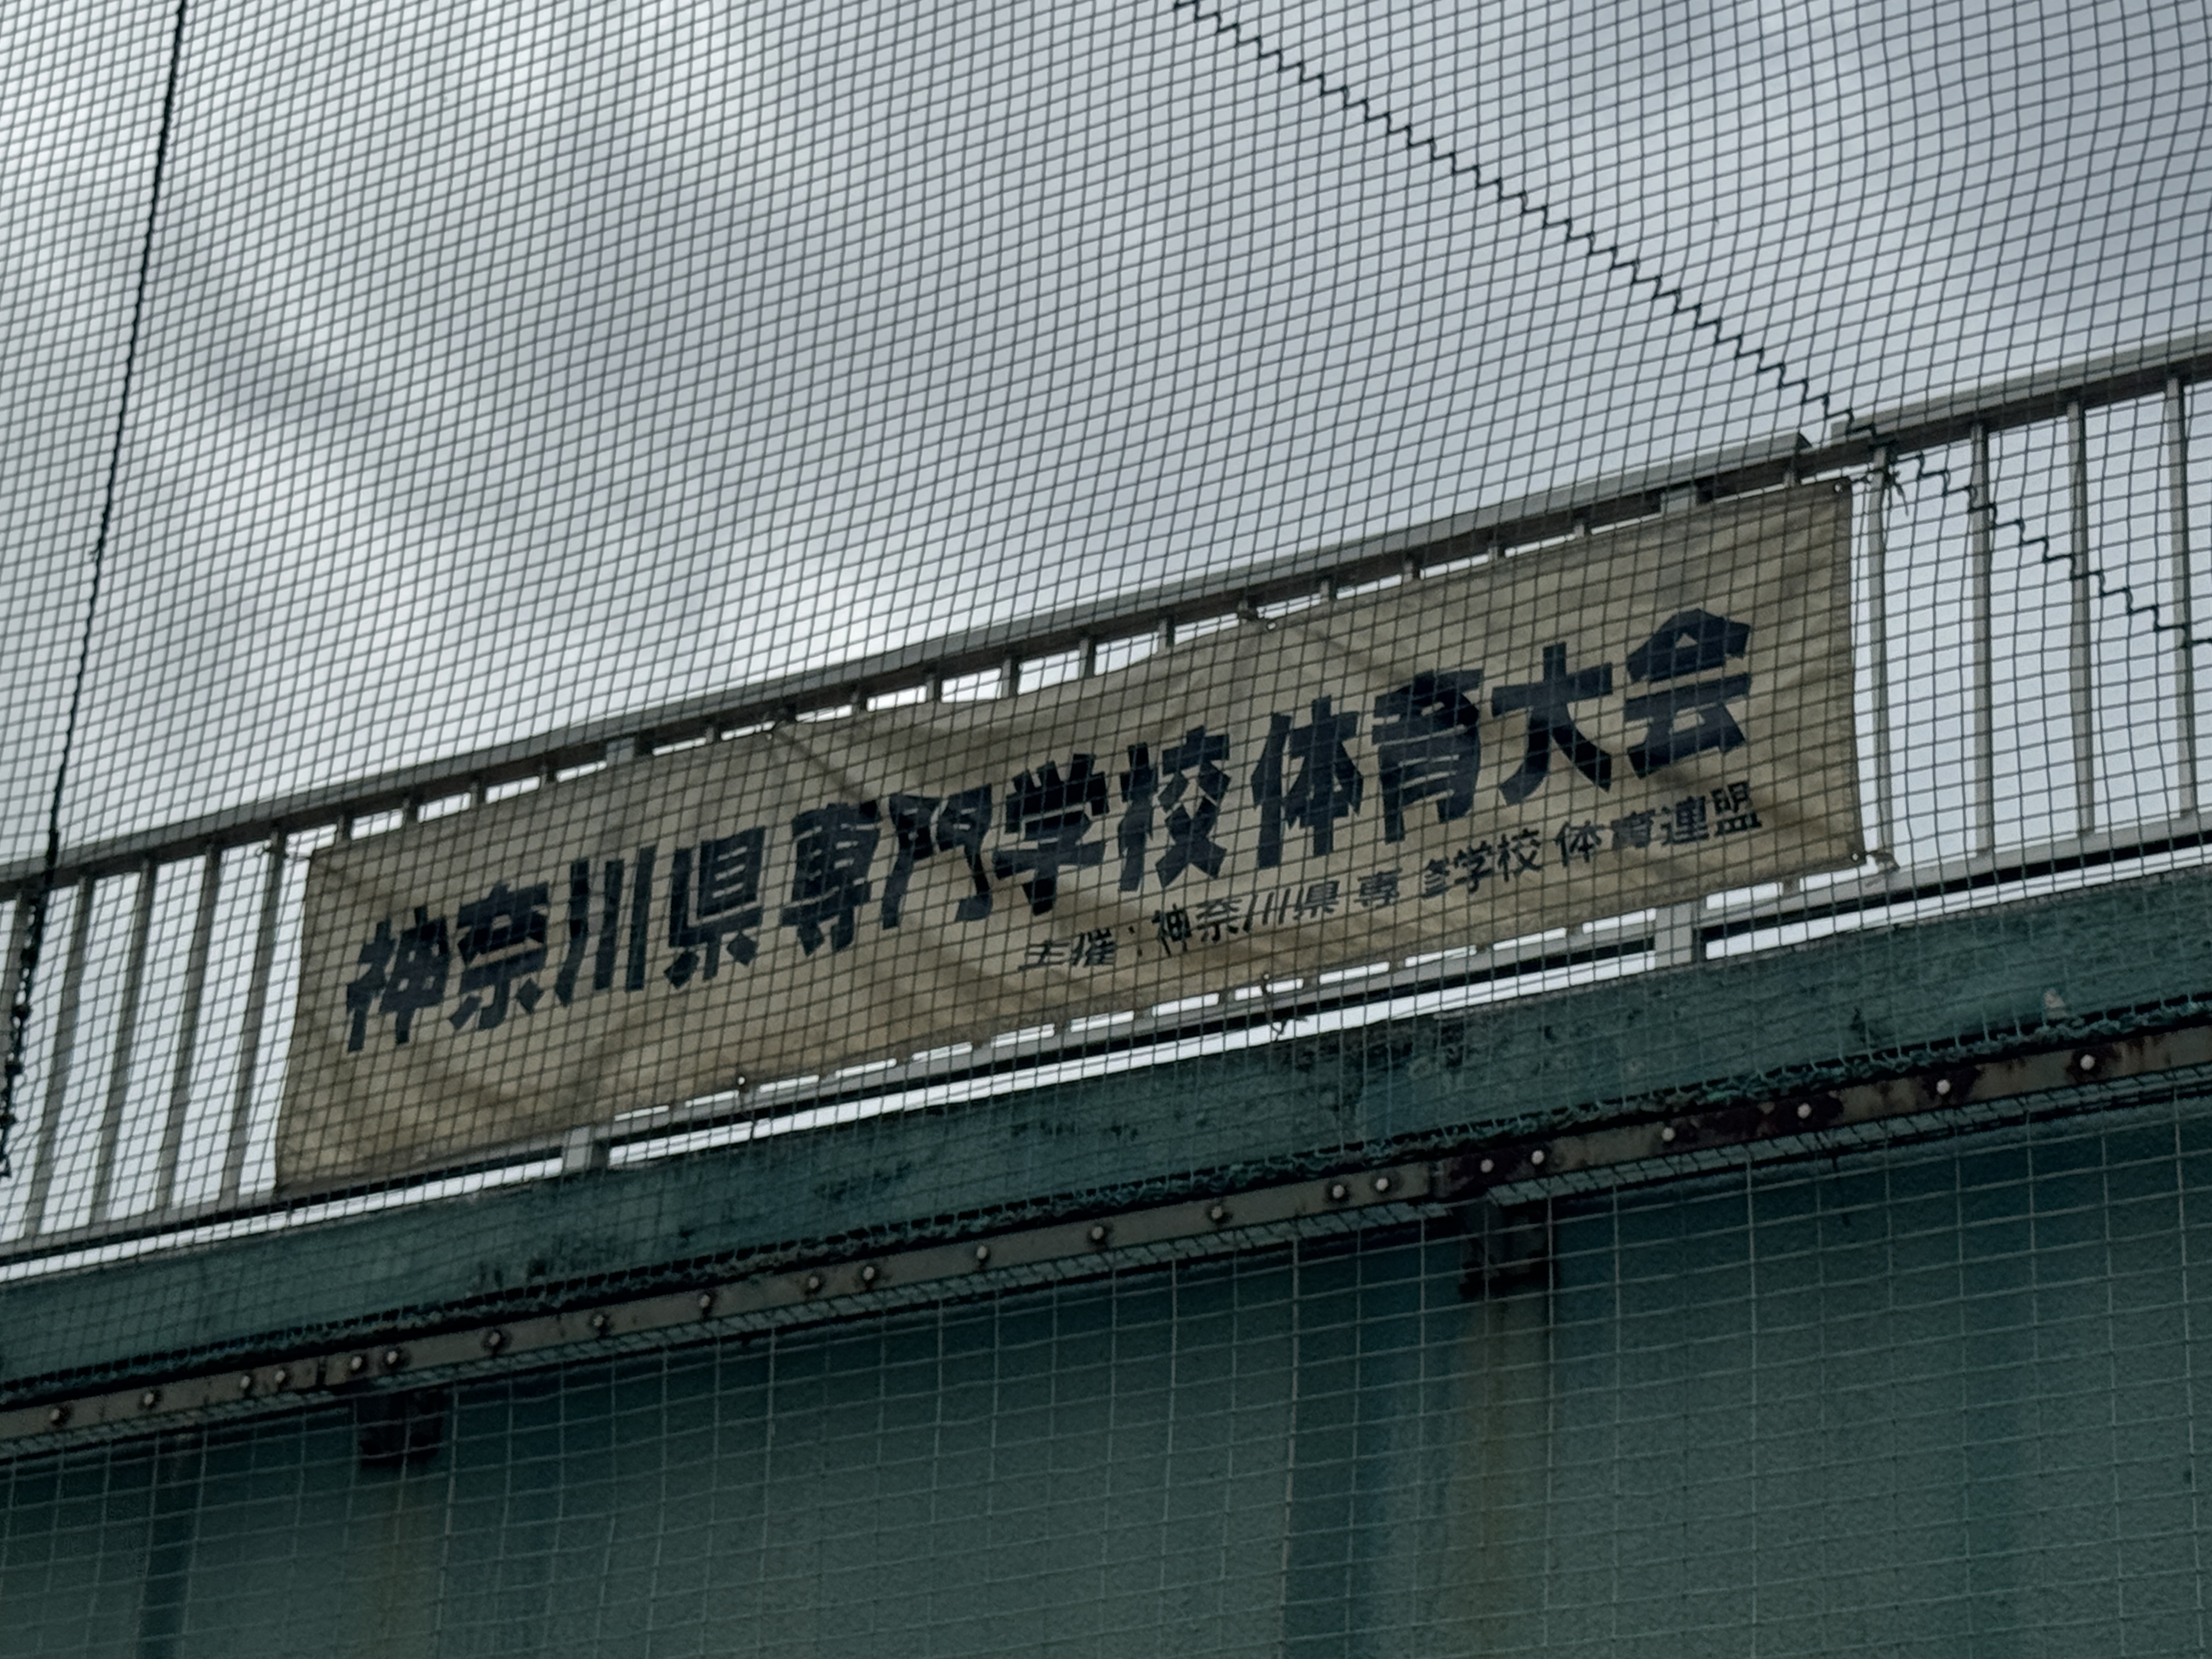 神奈川県専門学校体育大会
主催：神奈川県専 各学校体育連盟